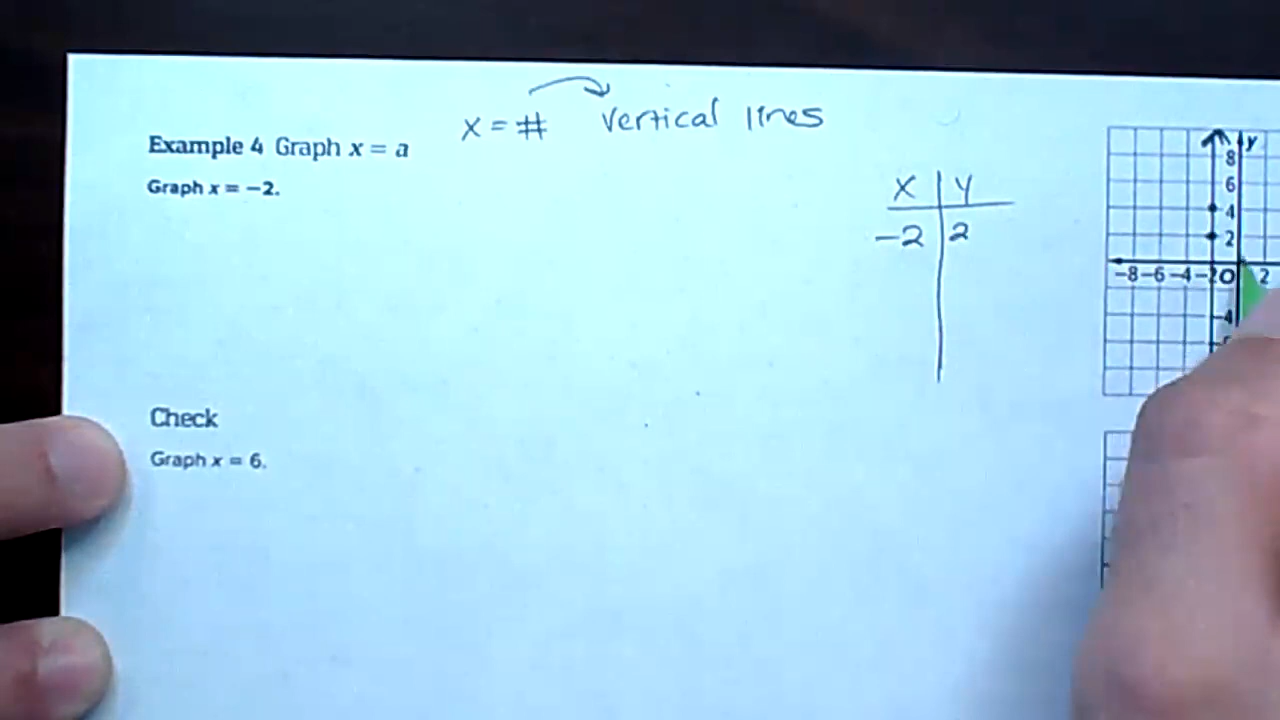 x = # vertical lines
Example 4 Graph x = a
Graph x = −2.
x y
−2 2
y
8
6
4
2
−8 −6 −4 −2 O 2
−4
Check
Graph x = 6.